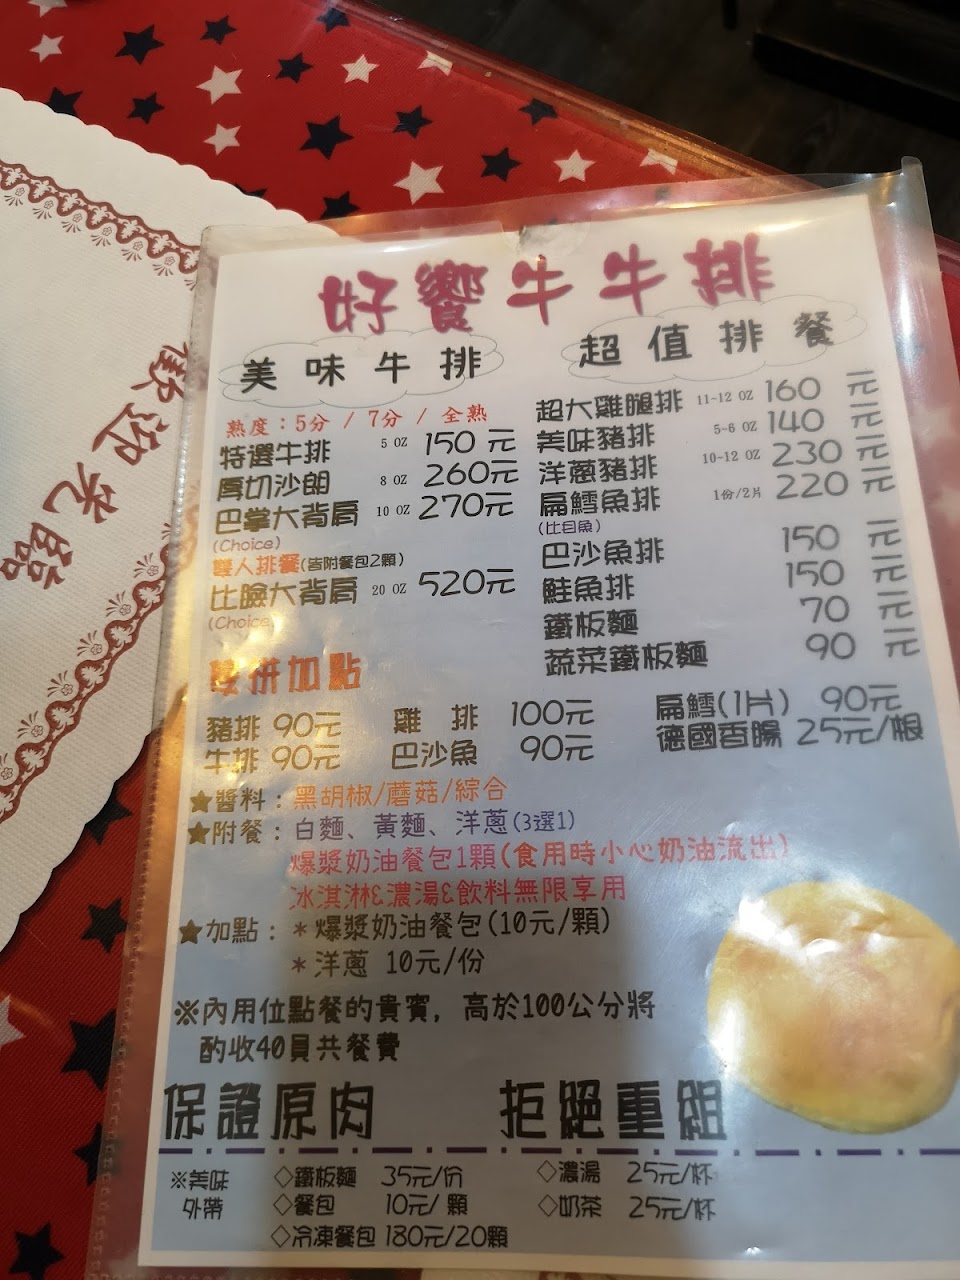 歡迎光臨
好饗牛牛排
美味牛排
熟度：5分 / 7分 / 全熟
特選牛排 5 OZ 150元
厚切沙朗 8 OZ 260元
巴掌大背肩 10 OZ 270元
(Choice)
雙人排餐(皆附餐包2顆)
比臉大背肩 20 OZ 520元
(Choice)
超值排餐
超大雞腿排 11-12 OZ 160 元
美味豬排 5-6 OZ 140 元
洋蔥豬排 10-12 OZ 230 元
扁鱈魚排 1份/2片 220 元
(比目魚)
巴沙魚排 150 元
鮭魚排 150 元
鐵板麵 70 元
蔬菜鐵板麵 90 元
雙拼加點
豬排 90元 雞排 100元 扁鱈(1片) 90元
牛排 90元 巴沙魚 90元 德國香腸 25元/根
★醬料：黑胡椒/蘑菇/綜合
★附餐：白麵、黃麵、洋蔥(3選1)
爆漿奶油餐包1顆(食用時小心奶油流出)
冰淇淋&濃湯&飲料無限享用
★加點：＊爆漿奶油餐包(10元/顆)
＊洋蔥 10元/份
※內用位點餐的貴賓，高於100公分將
酌收40員共餐費
保證原肉 拒絕重組
※美味 ◇鐵板麵 35元/份 ◇濃湯 25元/杯
外帶 ◇餐包 10元/顆 ◇奶茶 25元/杯
◇冷凍餐包 180元/20顆